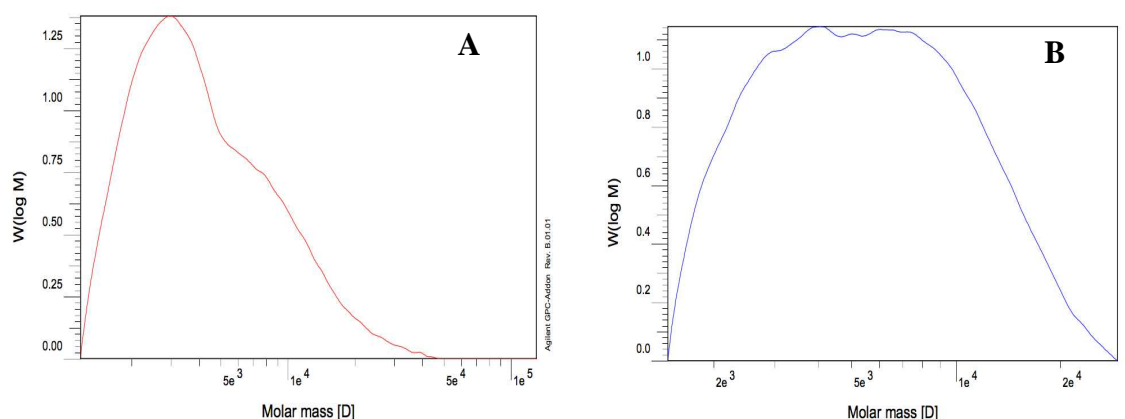 A
1.25
1.00
0.75
0.50
0.25
0.00
W(log M)
5e³ 1e⁴ 5e⁴ 1e⁵
Molar mass [D]
Agilent GPC-Addon Rev. B.01.01
B
1.0
0.8
0.6
0.4
0.2
0.0
W(log M)
2e³ 5e³ 1e⁴ 2e⁴
Molar mass [D]